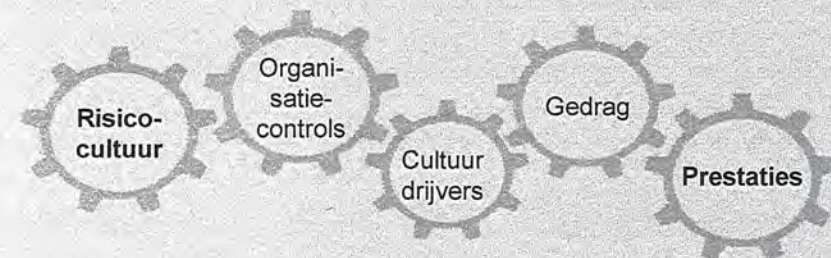 Risico-
cultuur
Organi-
satie-
controls
Cultuur
drijvers
Gedrag
Prestaties